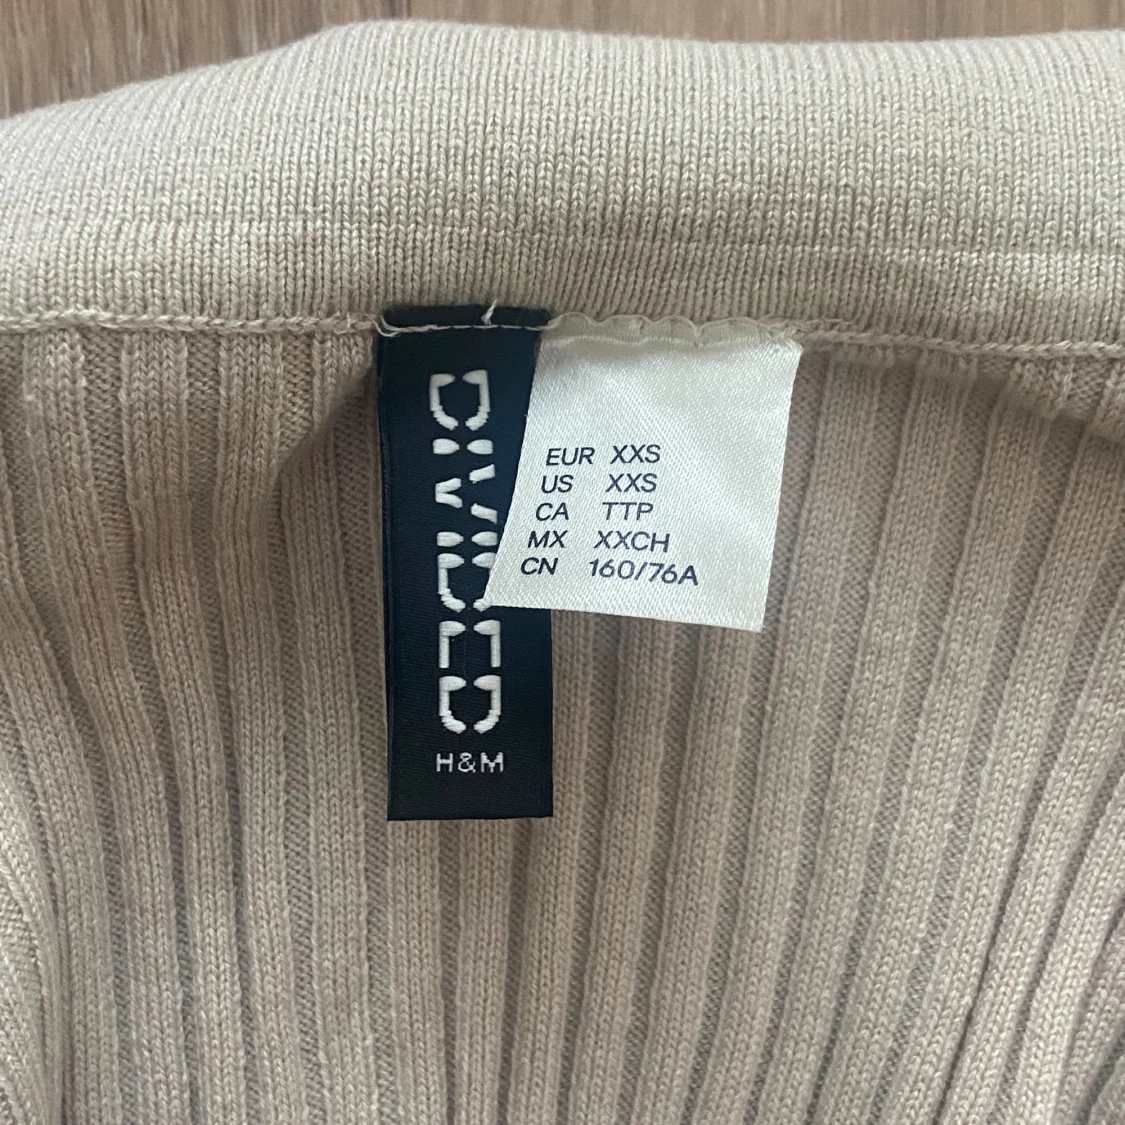 DIVIDED
H&M
EUR XXS
US XXS
CA TTP
MX XXCH
CN 160/76A